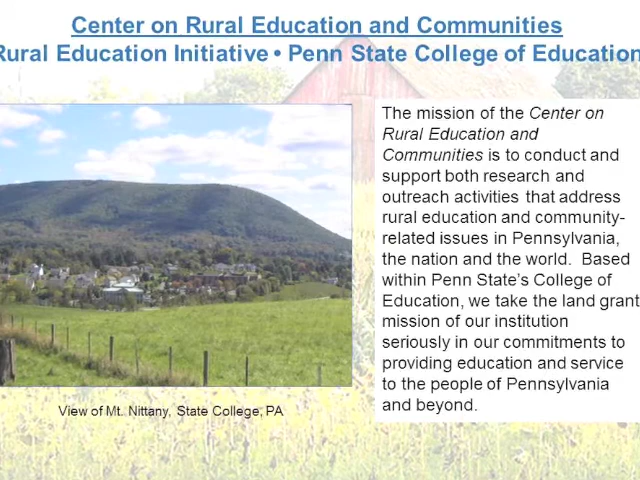 Center on Rural Education and Communities
Rural Education Initiative • Penn State College of Education
The mission of the Center on
Rural Education and
Communities is to conduct and
support both research and
outreach activities that address
rural education and community-
related issues in Pennsylvania,
the nation and the world. Based
within Penn State's College of
Education, we take the land grant
mission of our institution
seriously in our commitments to
providing education and service
to the people of Pennsylvania
and beyond.
View of Mt. Nittany, State College, PA